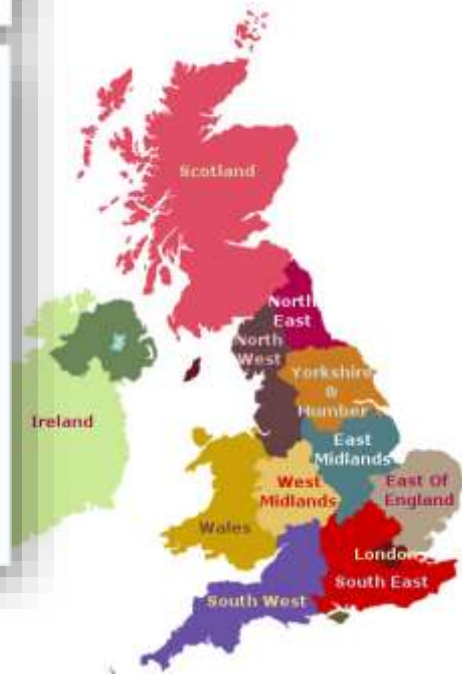 Scotland
North
East
North
West
Yorkshire
&
Humber
Ireland
East
Midlands
West
Midlands
East Of
England
Wales
London
South East
South West